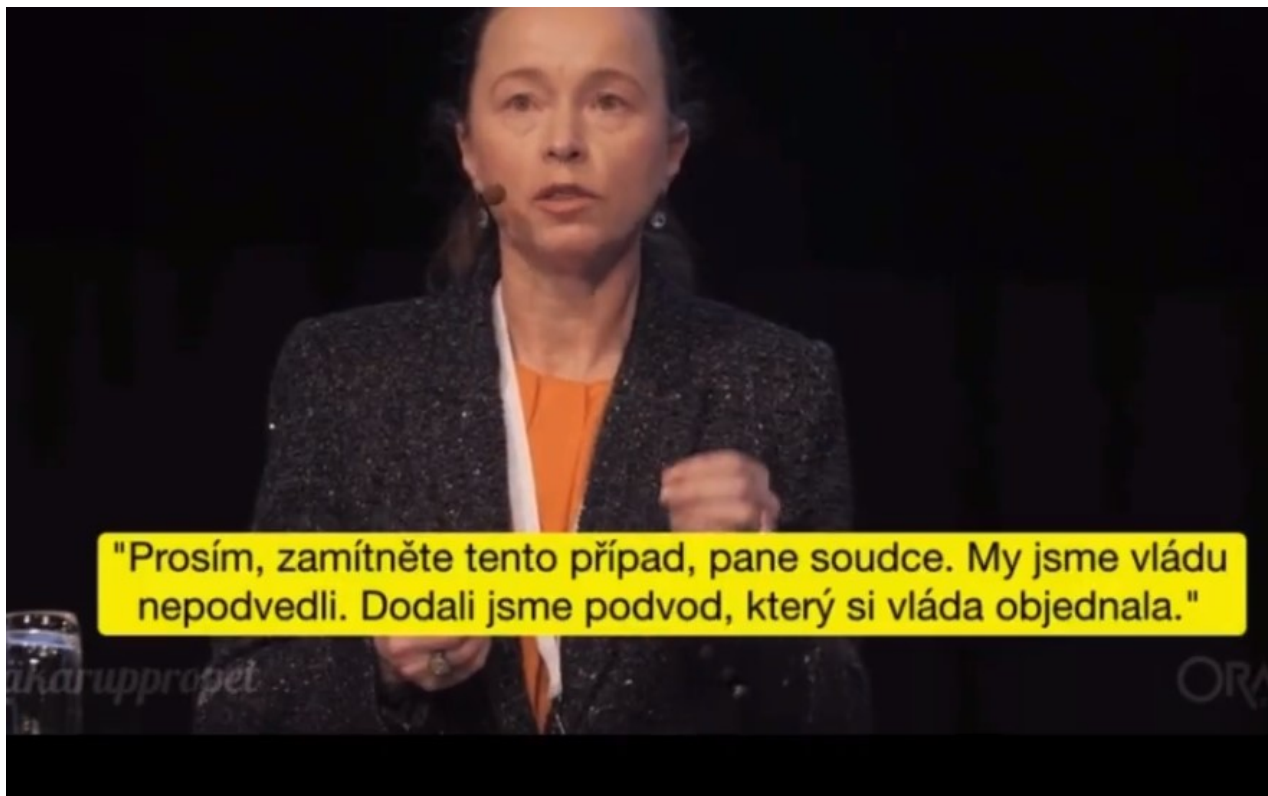 "Prosím, zamítněte tento případ, pane soudce. My jsme vládu
nepodvedli. Dodali jsme podvod, který si vláda objednala."